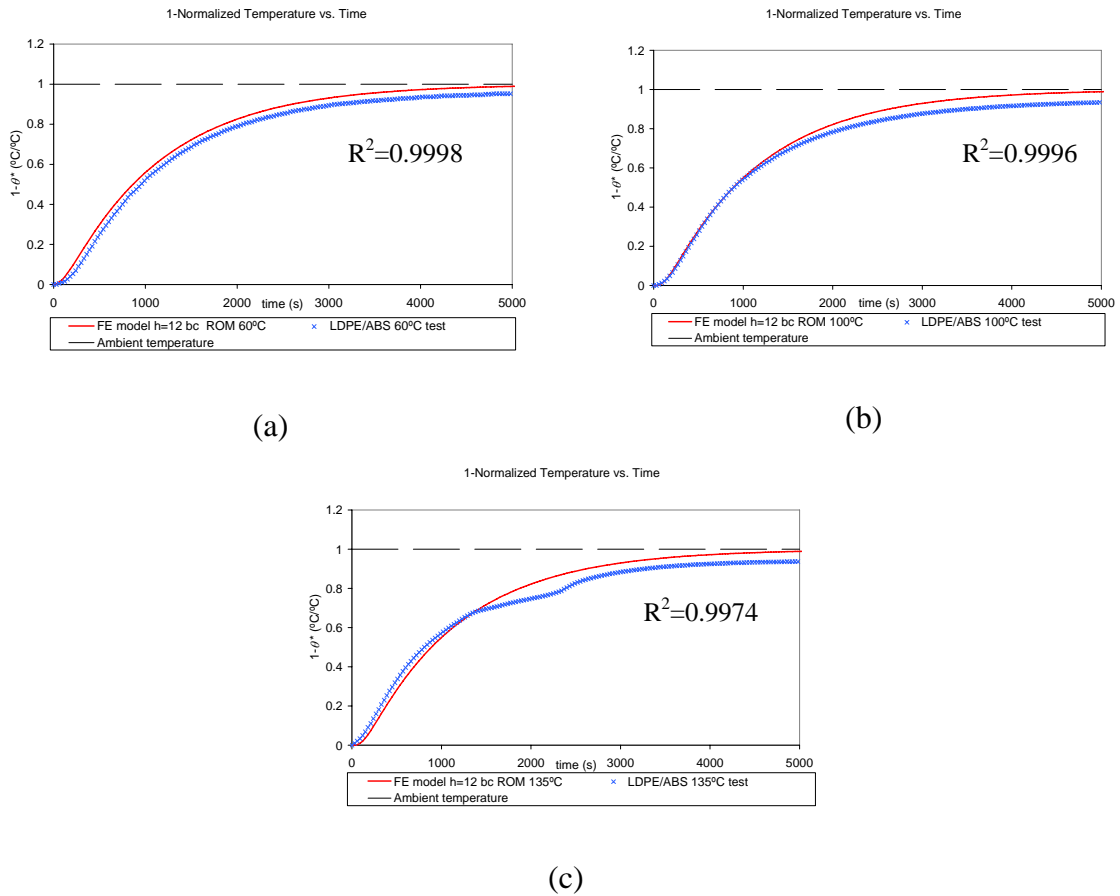 1-Normalized Temperature vs. Time
1.2
1
0.8
0.6
0.4
0.2
0
1-θ* (ºC/ºC)
R²=0.9998
0 1000 2000 3000 4000 5000
time (s)
FE model h=12 bc ROM 60ºC
LDPE/ABS 60ºC test
Ambient temperature
(a)
1-Normalized Temperature vs. Time
1.2
1
0.8
0.6
0.4
0.2
0
1-θ* (ºC/ºC)
R²=0.9996
0 1000 2000 3000 4000 5000
time (s)
FE model h=12 bc ROM 100ºC
LDPE/ABS 100ºC test
Ambient temperature
(b)
1-Normalized Temperature vs. Time
1.2
1
0.8
0.6
0.4
0.2
0
1-θ* (ºC/ºC)
R²=0.9974
0 1000 2000 3000 4000 5000
time (s)
FE model h=12 bc ROM 135ºC
LDPE/ABS 135ºC test
Ambient temperature
(c)